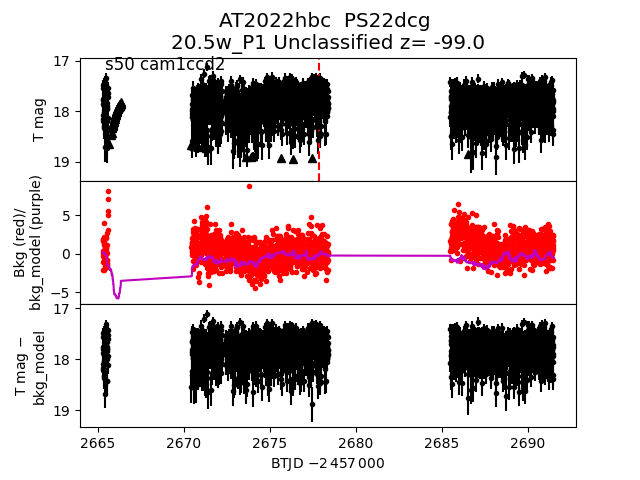 AT2022hbc  PS22dcg
20.5w_P1 Unclassified z= -99.0
s50 cam1ccd2
17
18
19
T mag
5
0
−5
Bkg (red)/
bkg_model (purple)
17
18
19
T mag −
bkg_model
2665
2670
2675
2680
2685
2690
BTJD −2 457 000